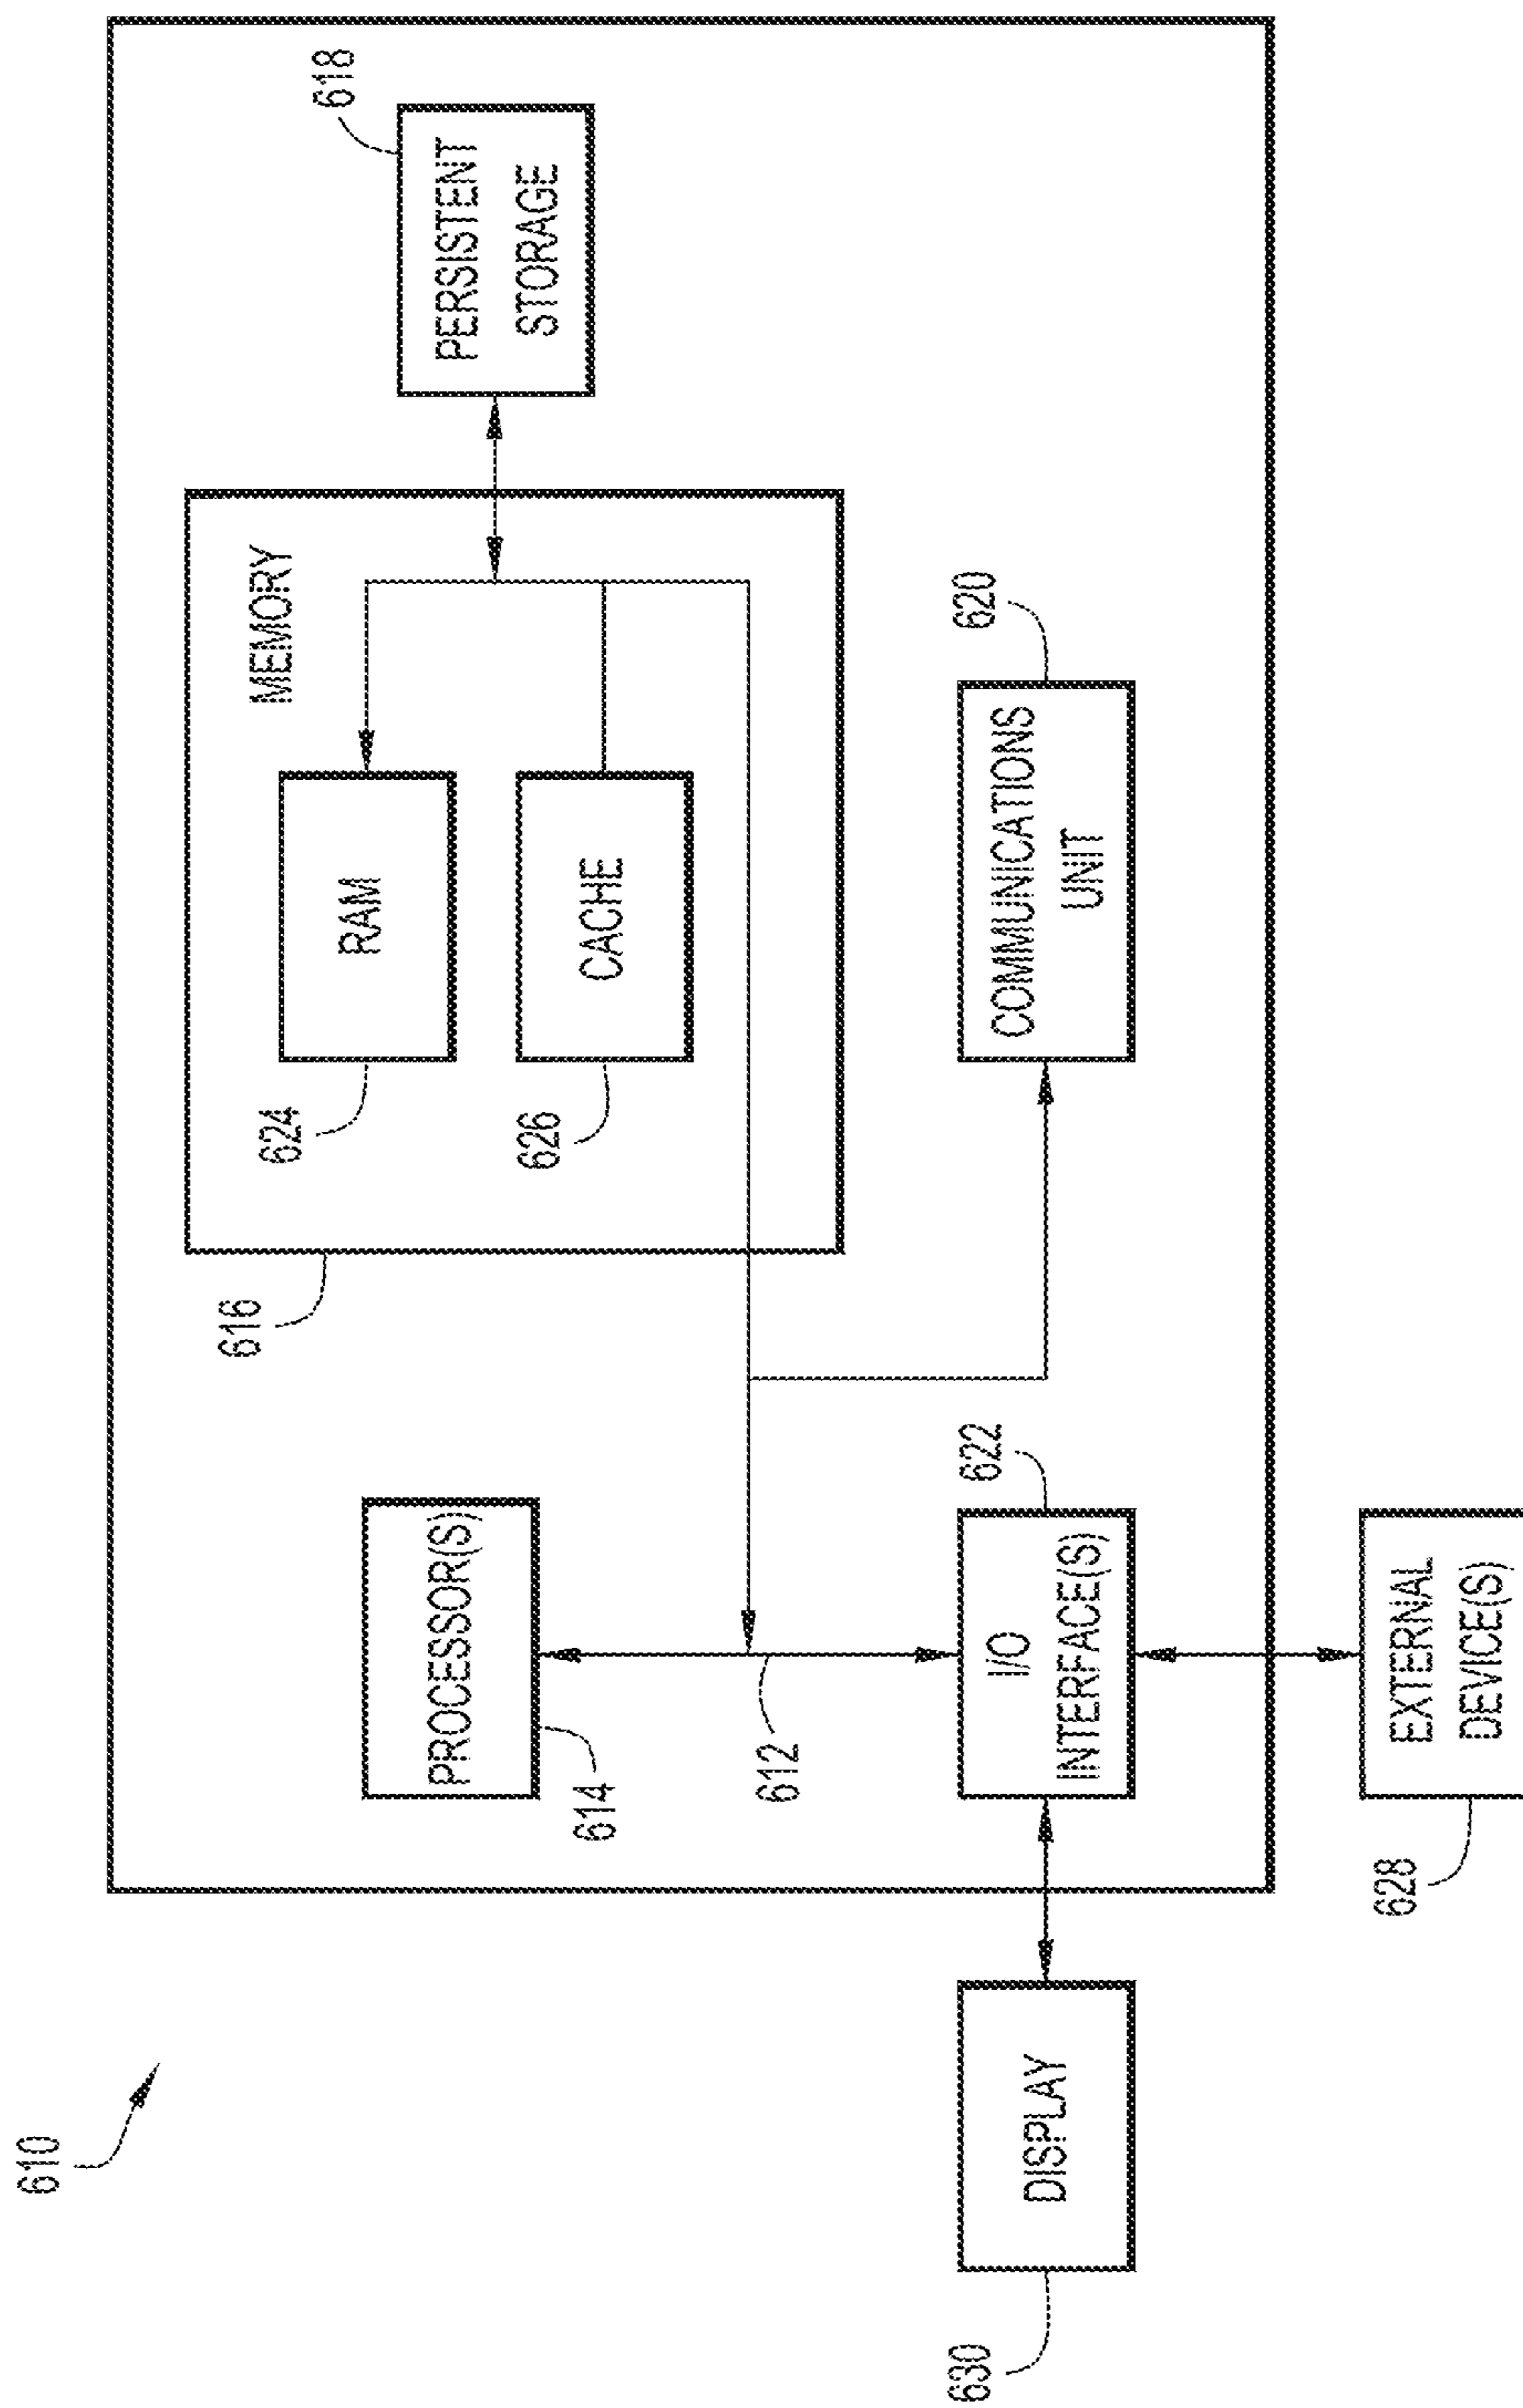 610
618
PERSISTENT
STORAGE
MEMORY
RAM
624
CACHE
626
616
PROCESSOR(S)
614
612
COMMUNICATIONS
UNIT
620
622
I/O
INTERFACE(S)
DISPLAY
630
EXTERNAL
DEVICE(S)
628